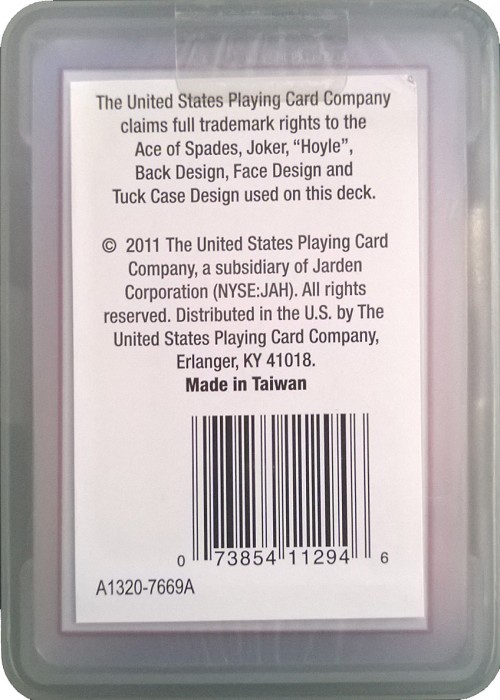 The United States Playing Card Company
claims full trademark rights to the
Ace of Spades, Joker, “Hoyle”,
Back Design, Face Design and
Tuck Case Design used on this deck.
© 2011 The United States Playing Card
Company, a subsidiary of Jarden
Corporation (NYSE:JAH). All rights
reserved. Distributed in the U.S. by The
United States Playing Card Company,
Erlanger, KY 41018.
Made in Taiwan
0 73854 11294 6
A1320-7669A